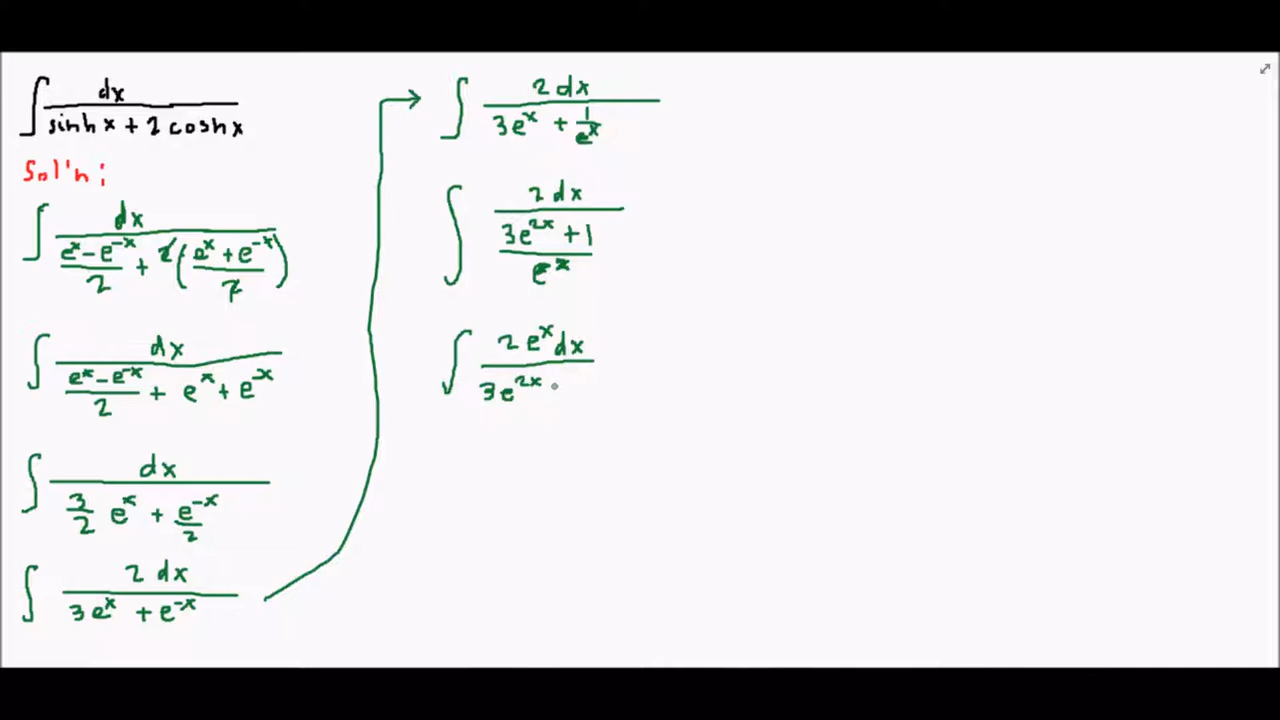 ∫ dx / (sinh x + 2 cosh x)
Sol'n :
∫ dx / ((e^x − e^-x)/2 + 2((e^x + e^-x)/2))
∫ dx / ((e^x − e^-x)/2 + e^x + e^-x)
∫ dx / (3/2 e^x + e^-x/2)
∫ 2 dx / (3e^x + e^-x)
∫ 2 dx / (3e^x + 1/e^x)
∫ 2 dx / ((3e^2x + 1)/e^x)
∫ 2 e^x dx / (3e^2x